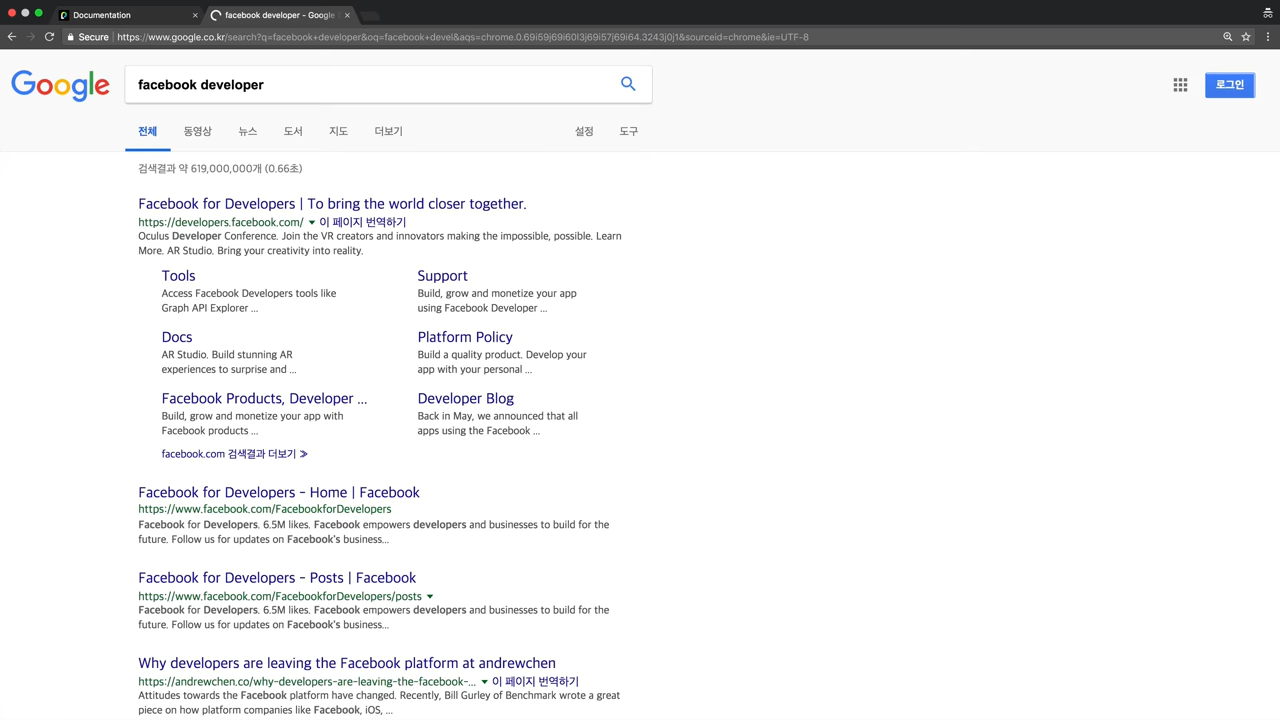 Documentation
facebook developer - Google
Secure https://www.google.co.kr/search?q=facebook+developer&oq=facebook+devel&aqs=chrome.0.69i59j69i60l3j69i57j69i64.3243j0j1&sourceid=chrome&ie=UTF-8
Google facebook developer 로그인
전체 동영상 뉴스 도서 지도 더보기 설정 도구
검색결과 약 619,000,000개 (0.66초)
Facebook for Developers | To bring the world closer together.
https://developers.facebook.com/ ▼ 이 페이지 번역하기
Oculus Developer Conference. Join the VR creators and innovators making the impossible, possible. Learn
More. AR Studio. Bring your creativity into reality.
Tools
Access Facebook Developers tools like
Graph API Explorer ...
Support
Build, grow and monetize your app
using Facebook Developer ...
Docs
AR Studio. Build stunning AR
experiences to surprise and ...
Platform Policy
Build a quality product. Develop your
app with your personal ...
Facebook Products, Developer ...
Build, grow and monetize your app with
Facebook products ...
Developer Blog
Back in May, we announced that all
apps using the Facebook ...
facebook.com 검색결과 더보기 ≫
Facebook for Developers - Home | Facebook
https://www.facebook.com/FacebookforDevelopers
Facebook for Developers. 6.5M likes. Facebook empowers developers and businesses to build for the
future. Follow us for updates on Facebook's business...
Facebook for Developers - Posts | Facebook
https://www.facebook.com/FacebookforDevelopers/posts ▼
Facebook for Developers. 6.5M likes. Facebook empowers developers and businesses to build for the
future. Follow us for updates on Facebook's business...
Why developers are leaving the Facebook platform at andrewchen
https://andrewchen.co/why-developers-are-leaving-the-facebook-... ▼ 이 페이지 번역하기
Attitudes towards the Facebook platform have changed. Recently, Bill Gurley of Benchmark wrote a great
piece on how platform companies like Facebook, iOS, ...